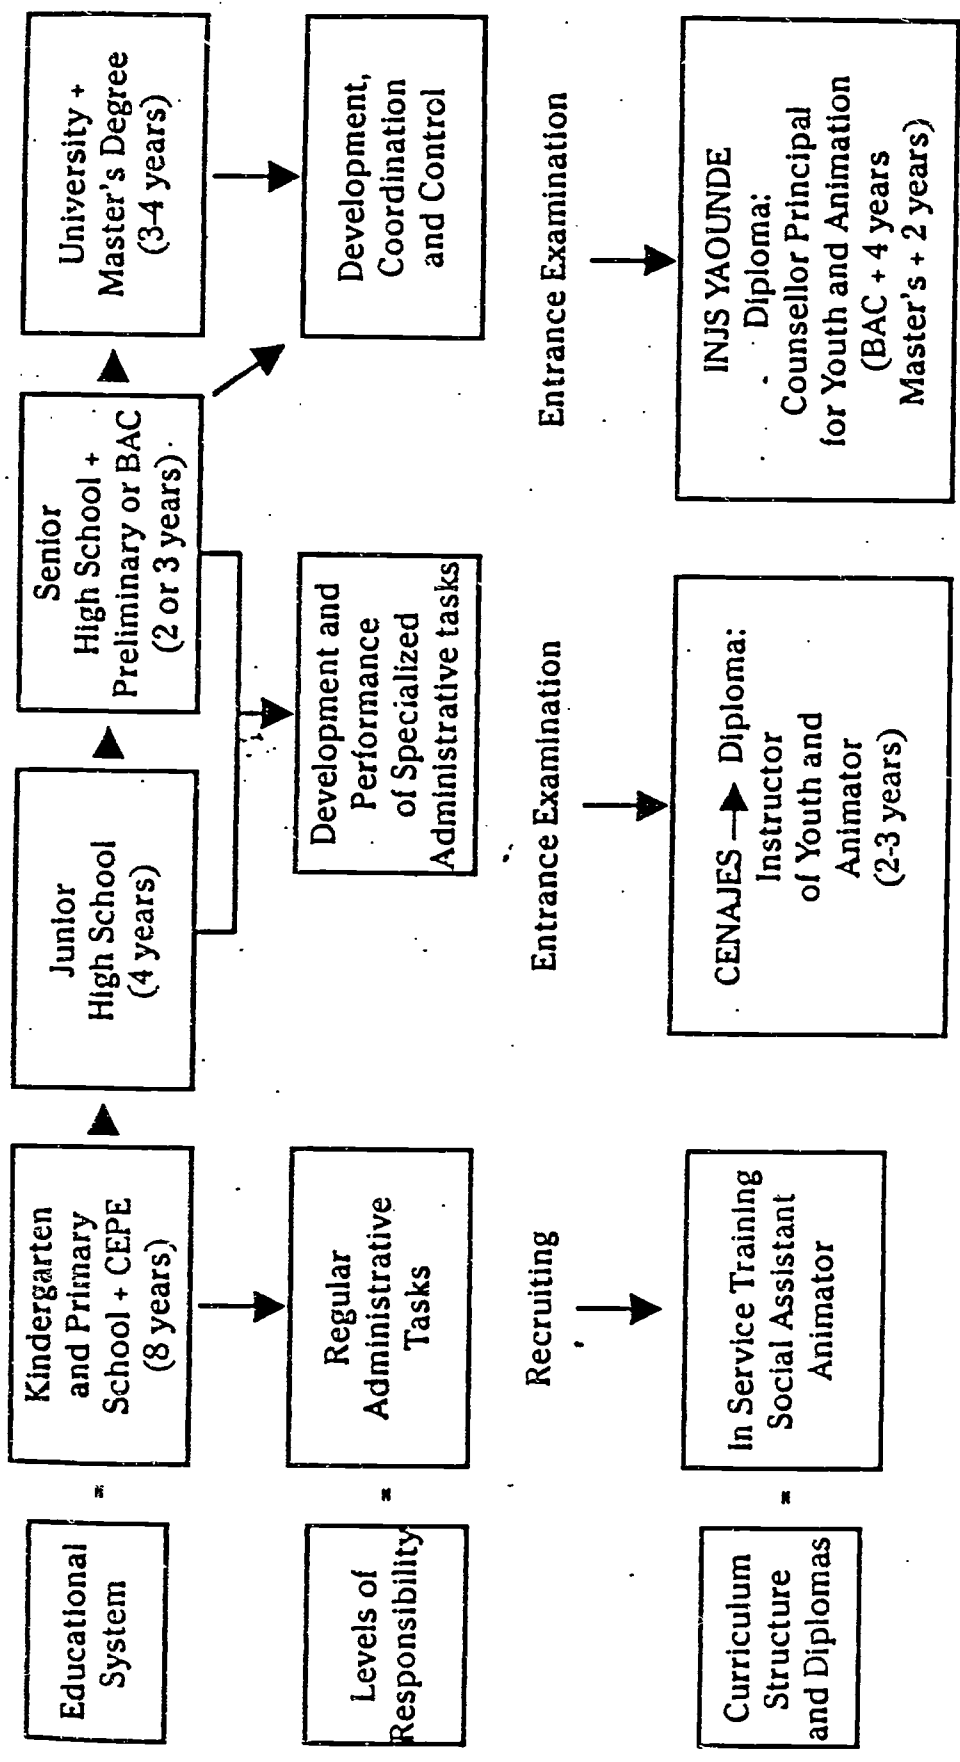 Educational
System
=
Kindergarten
and Primary
School + CEPE
(8 years)
Junior
High School
(4 years)
Senior
High School +
Preliminary or BAC
(2 or 3 years)
University +
Master's Degree
(3-4 years)
Levels of
Responsibility
=
Regular
Administrative
Tasks
Development and
Performance
of Specialized
Administrative tasks
Development,
Coordination
and Control
Recruiting
Entrance Examination
Entrance Examination
Curriculum
Structure
and Diplomas
=
In Service Training
Social Assistant
Animator
CENAJES → Diploma:
Instructor
of Youth and
Animator
(2-3 years)
INJS YAOUNDE
Diploma:
Counsellor Principal
for Youth and Animation
(BAC + 4 years
Master's + 2 years)